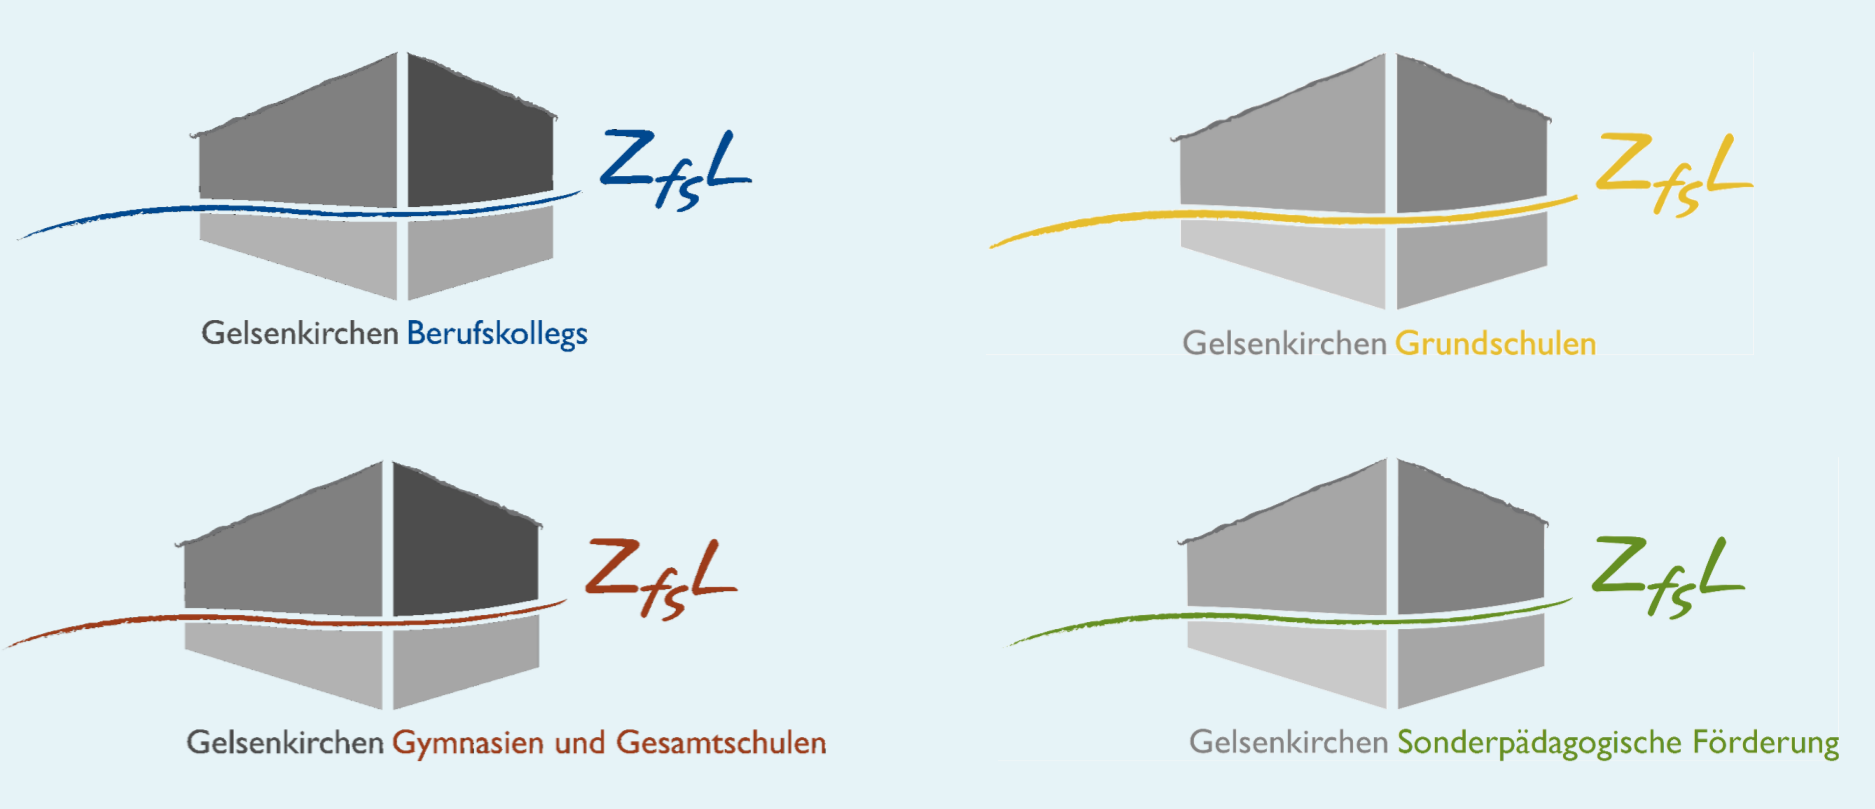 ZfsL
Gelsenkirchen Berufskollegs
ZfsL
Gelsenkirchen Grundschulen
ZfsL
Gelsenkirchen Gymnasien und Gesamtschulen
ZfsL
Gelsenkirchen Sonderpädagogische Förderung